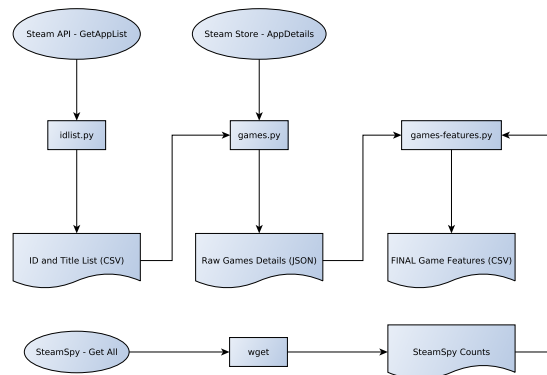 Steam API - GetAppList
Steam Store - AppDetails
idlist.py
games.py
games-features.py
ID and Title List (CSV)
Raw Games Details (JSON)
FINAL Game Features (CSV)
SteamSpy - Get All
wget
SteamSpy Counts